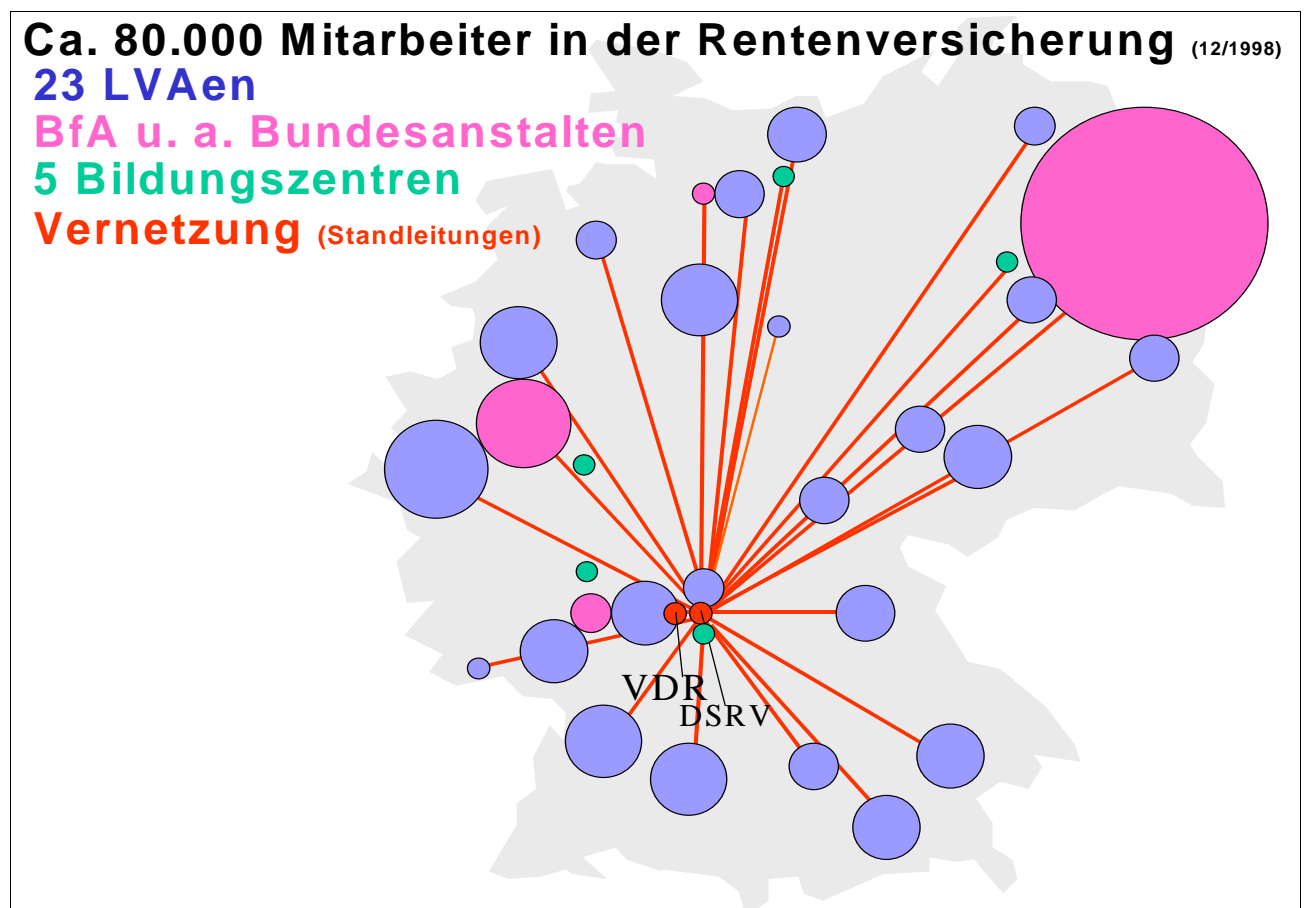 Ca. 80.000 Mitarbeiter in der Rentenversicherung (12/1998)
23 LVAen
BfA u. a. Bundesanstalten
5 Bildungszentren
Vernetzung (Standleitungen)
VDR
DSRV